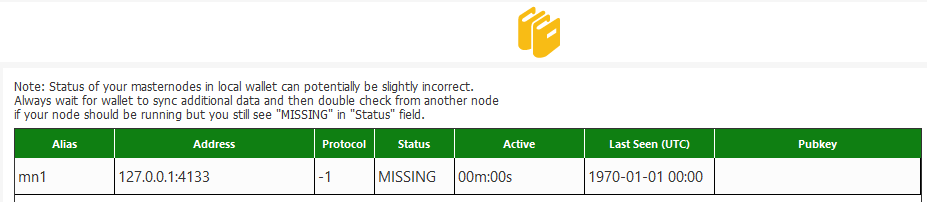 Note: Status of your masternodes in local wallet can potentially be slightly incorrect.
Always wait for wallet to sync additional data and then double check from another node
if your node should be running but you still see "MISSING" in "Status" field.
Alias Address Protocol Status Active Last Seen (UTC) Pubkey
mn1 127.0.0.1:4133 -1 MISSING 00m:00s 1970-01-01 00:00